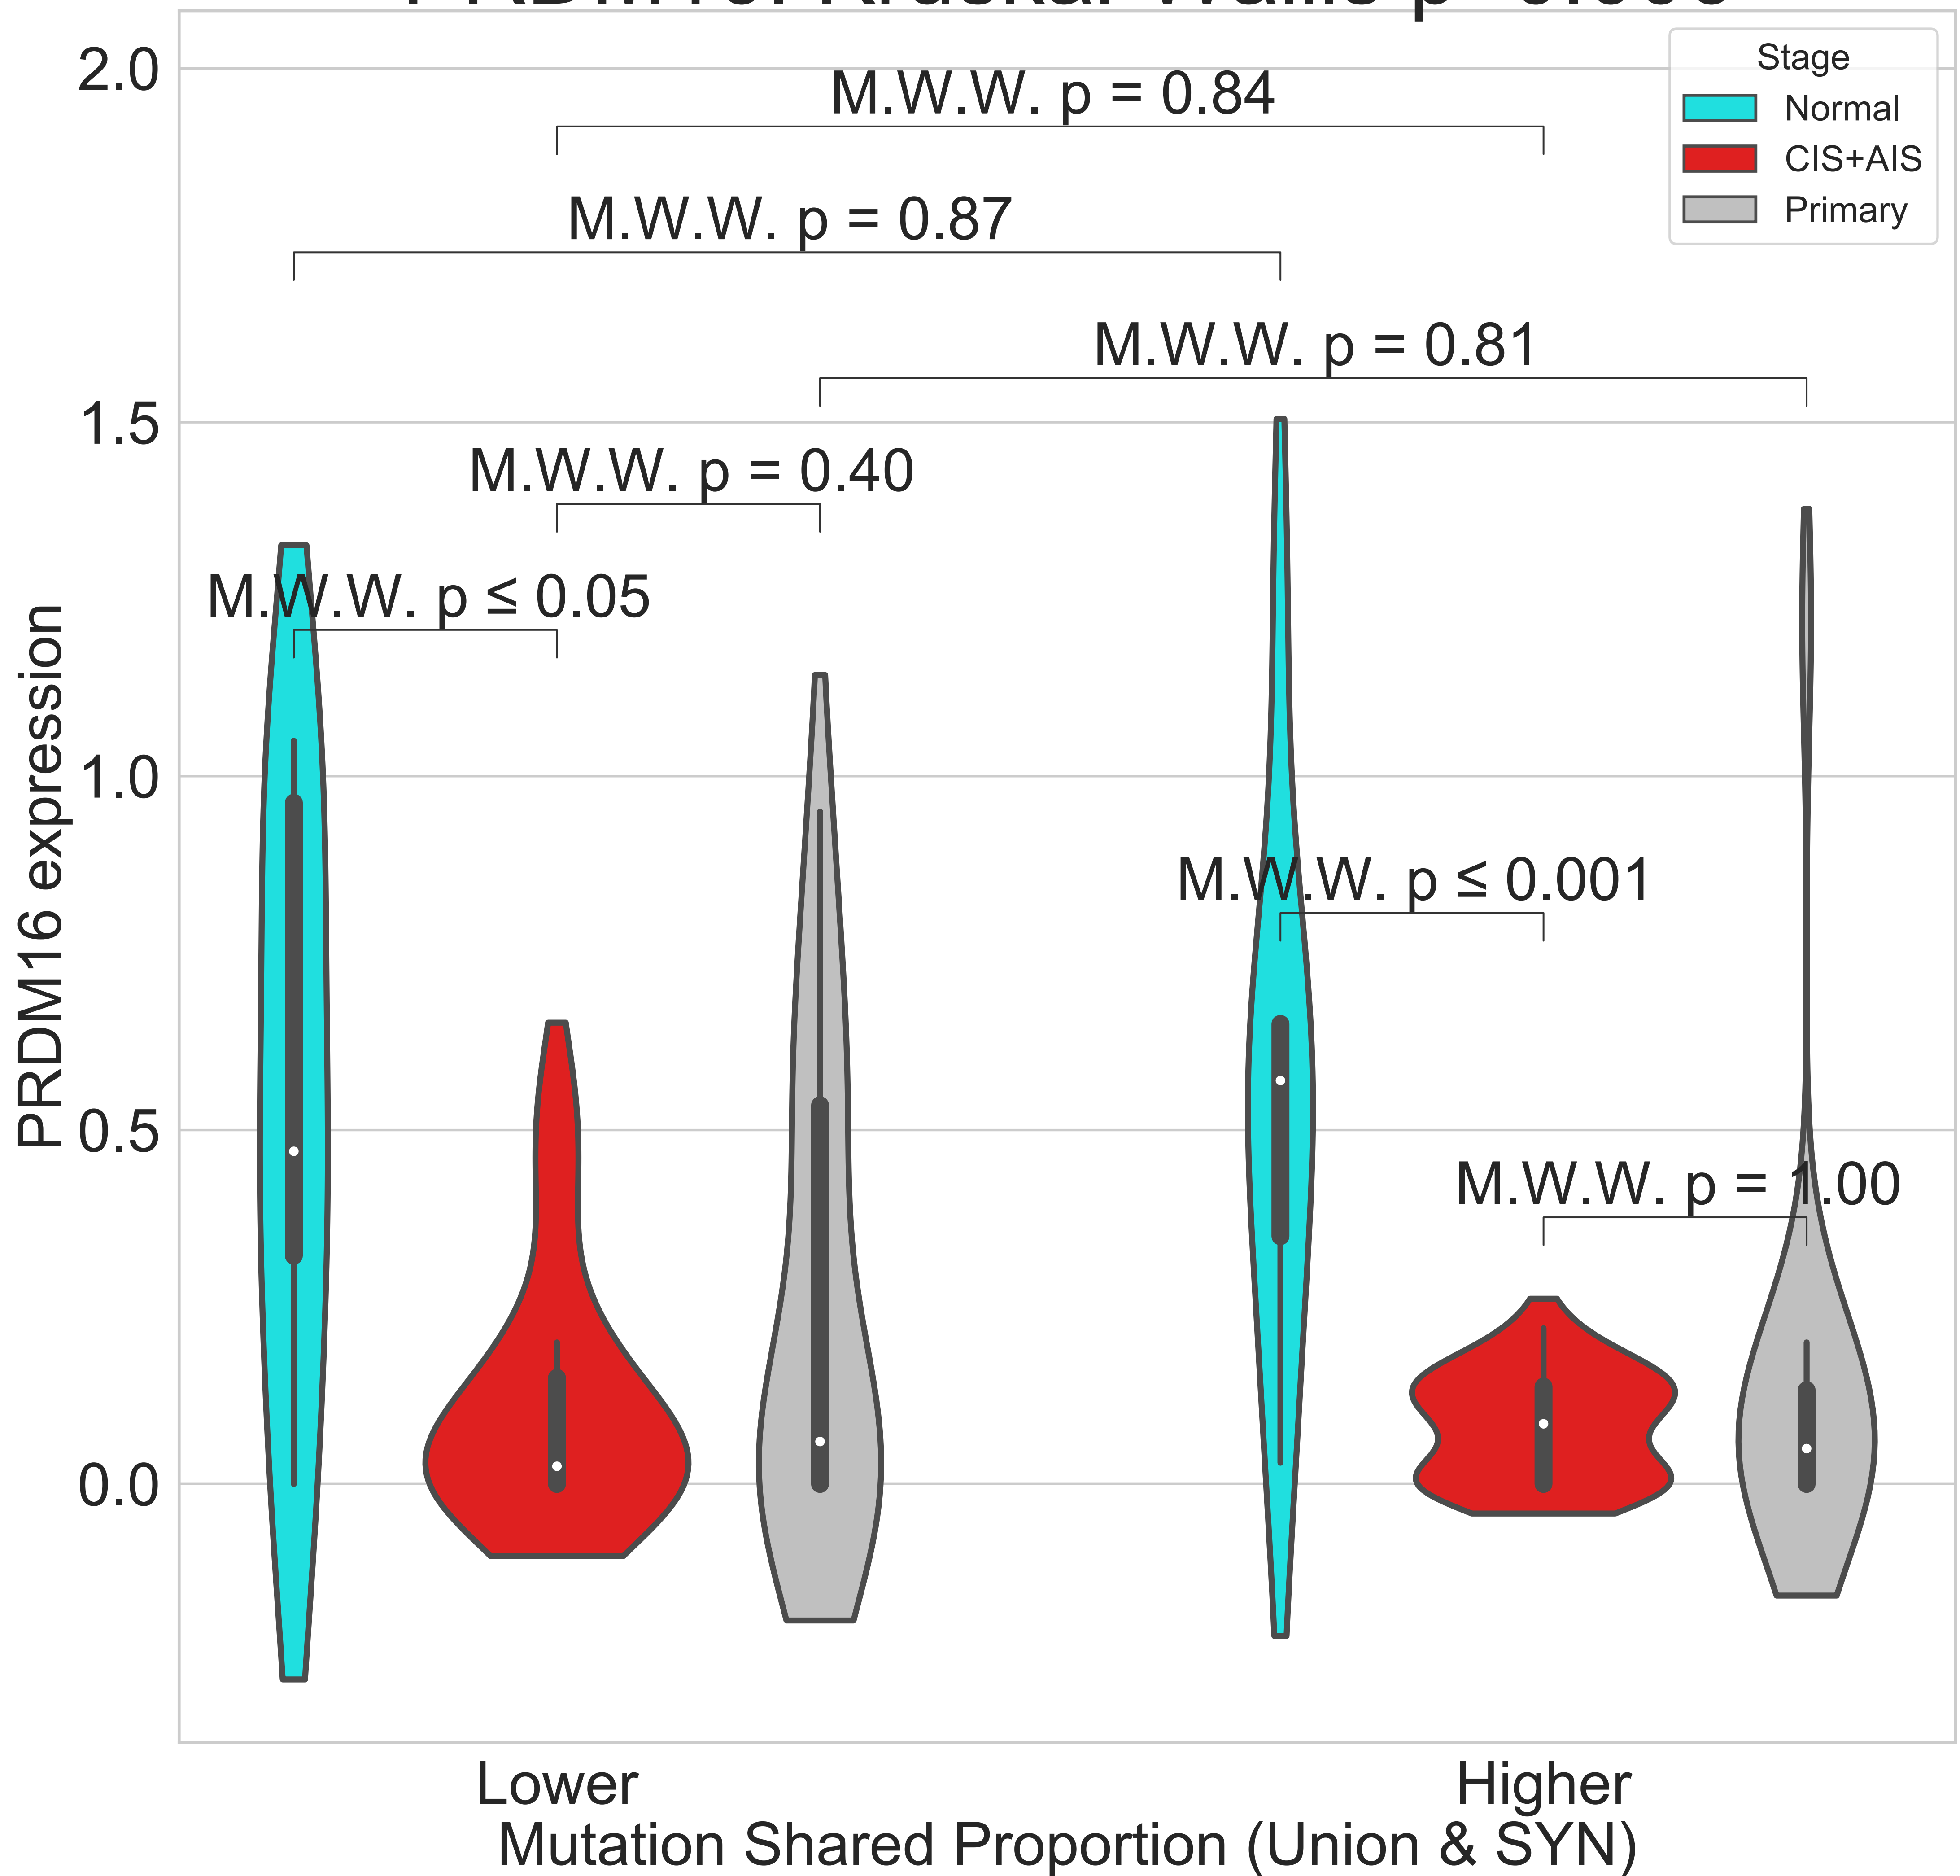 2.0
1.5
1.0
0.5
0.0
PRDM16 expression
Stage
Normal
CIS+AIS
Primary
M.W.W. p = 0.84
M.W.W. p = 0.87
M.W.W. p = 0.81
M.W.W. p = 0.40
M.W.W. p ≤ 0.05
M.W.W. p ≤ 0.001
M.W.W. p = 1.00
Lower
Higher
Mutation Shared Proportion (Union & SYN)